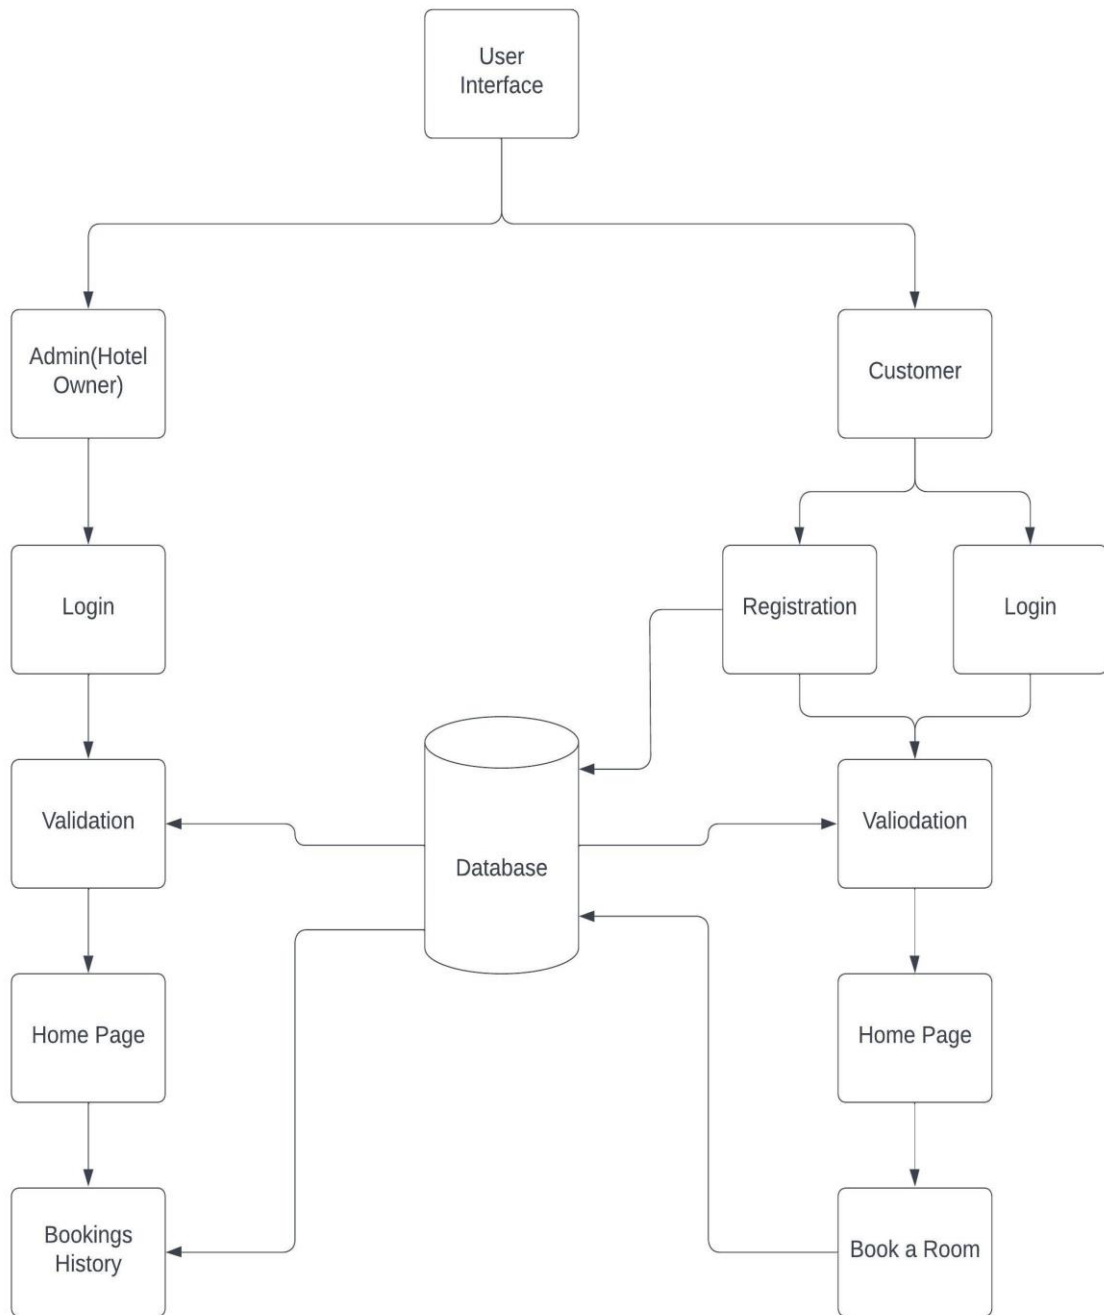 User
Interface
Admin(Hotel
Owner)
Customer
Login
Registration
Login
Validation
Database
Valiodation
Home Page
Home Page
Bookings
History
Book a Room